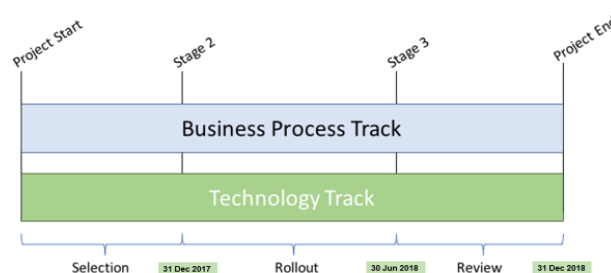 Project Start
Stage 2
Stage 3
Project End
Business Process Track
Technology Track
Selection
31 Dec 2017
Rollout
30 Jun 2018
Review
31 Dec 2018